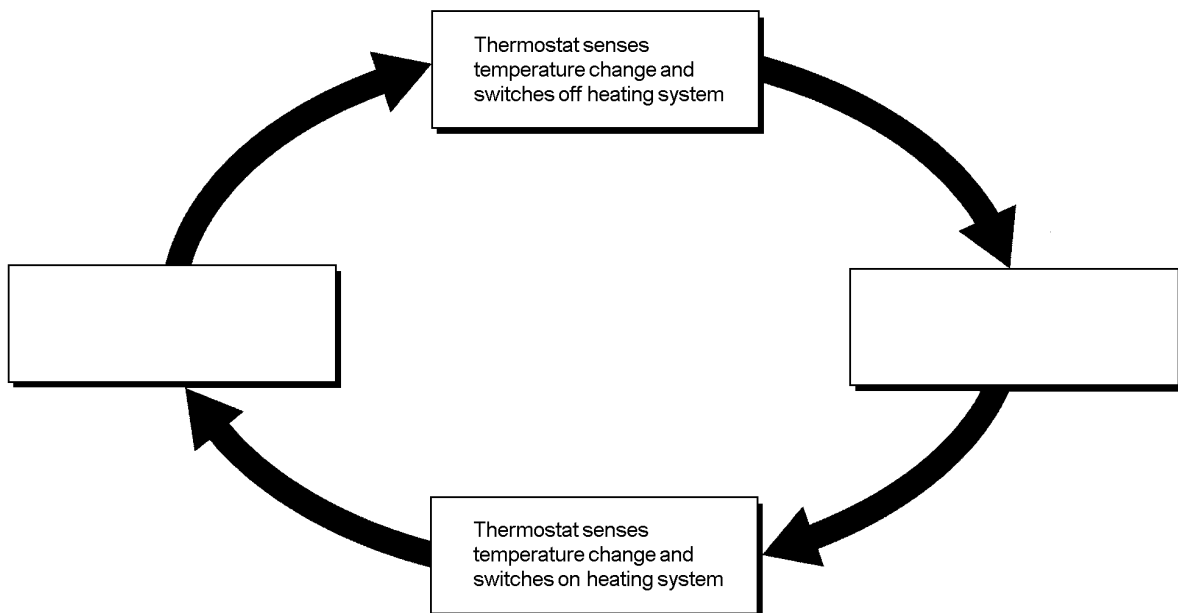 Thermostat senses
temperature change and
switches off heating system
Thermostat senses
temperature change and
switches on heating system